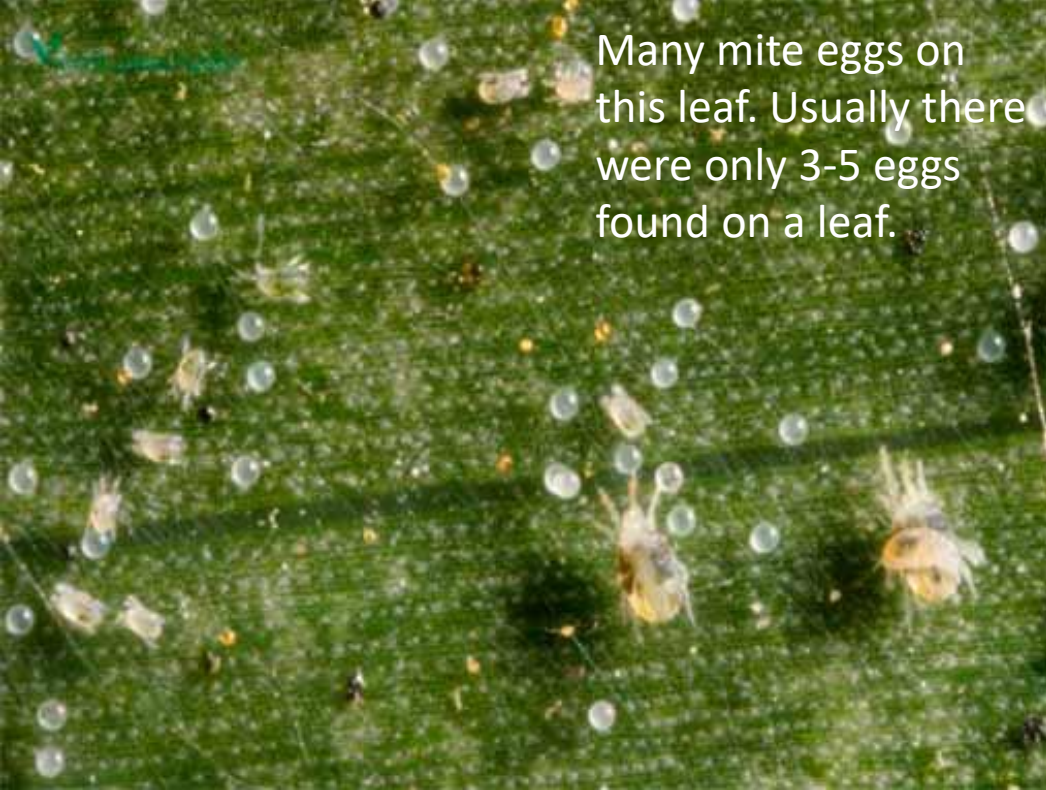 Many mite eggs on
this leaf. Usually there
were only 3-5 eggs
found on a leaf.